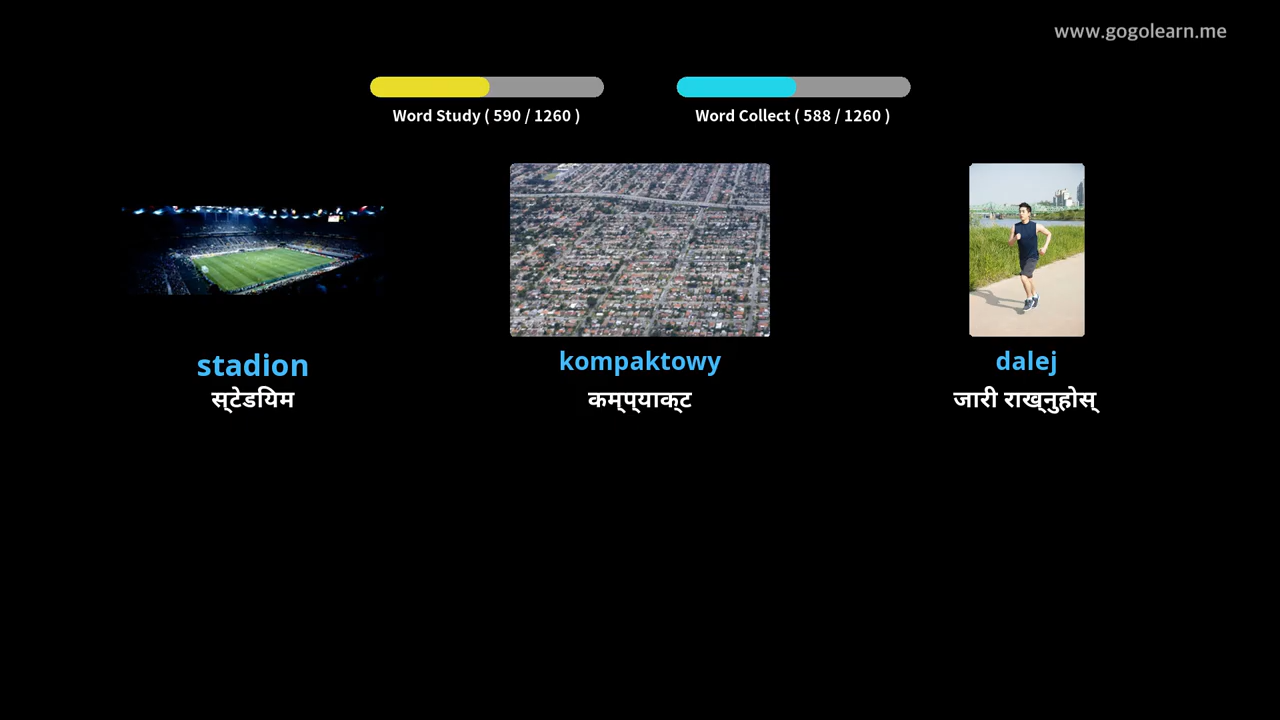 www.gogolearn.me
Word Study ( 590 / 1260 )
Word Collect ( 588 / 1260 )
stadion
kompaktowy
dalej
स्टेडियम
कम्प्याक्ट
जारी राख्नुहोस्